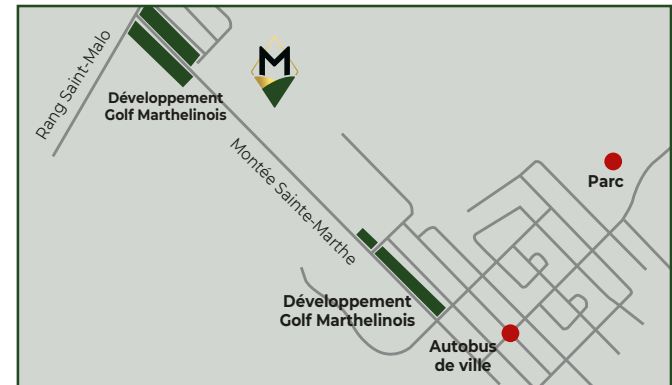 Rang Saint-Malo
M
Développement
Golf Marthelinois
Montée Sainte-Marthe
Parc
Développement
Golf Marthelinois
Autobus
de ville